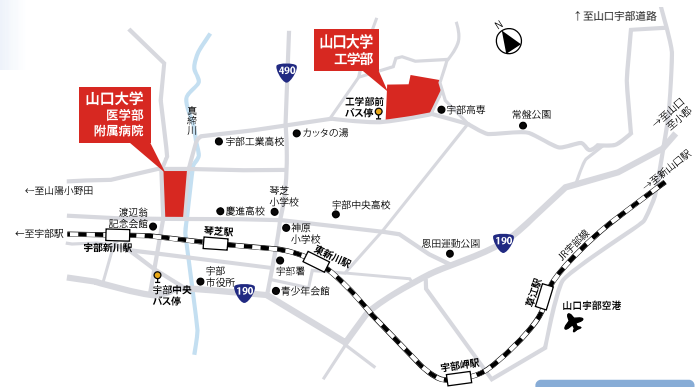 ↑至山口宇部道路
N
山口大学
工学部
490
山口大学
医学部
附属病院
真締川
工学部前
バス停
宇部高専
常盤公園
→至山口
至小郡
カッタの湯
宇部工業高校
→至新山口駅
←至山陽小野田
琴芝
小学校
宇部中央高校
渡辺翁
記念会館
慶進高校
神原
小学校
←至宇部駅
宇部新川駅
琴芝駅
東新川駅
恩田運動公園
190
JR宇部線
宇部
市役所
宇部署
宇部中央
バス停
190
青少年会館
草江駅
山口宇部空港
宇部岬駅